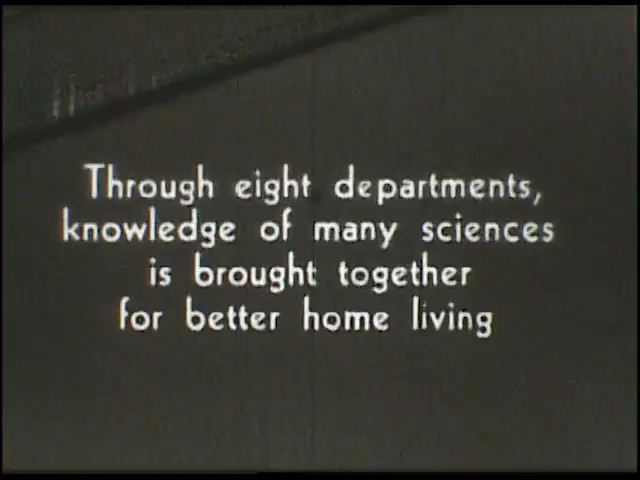 Through eight departments,
knowledge of many sciences
is brought together
for better home living